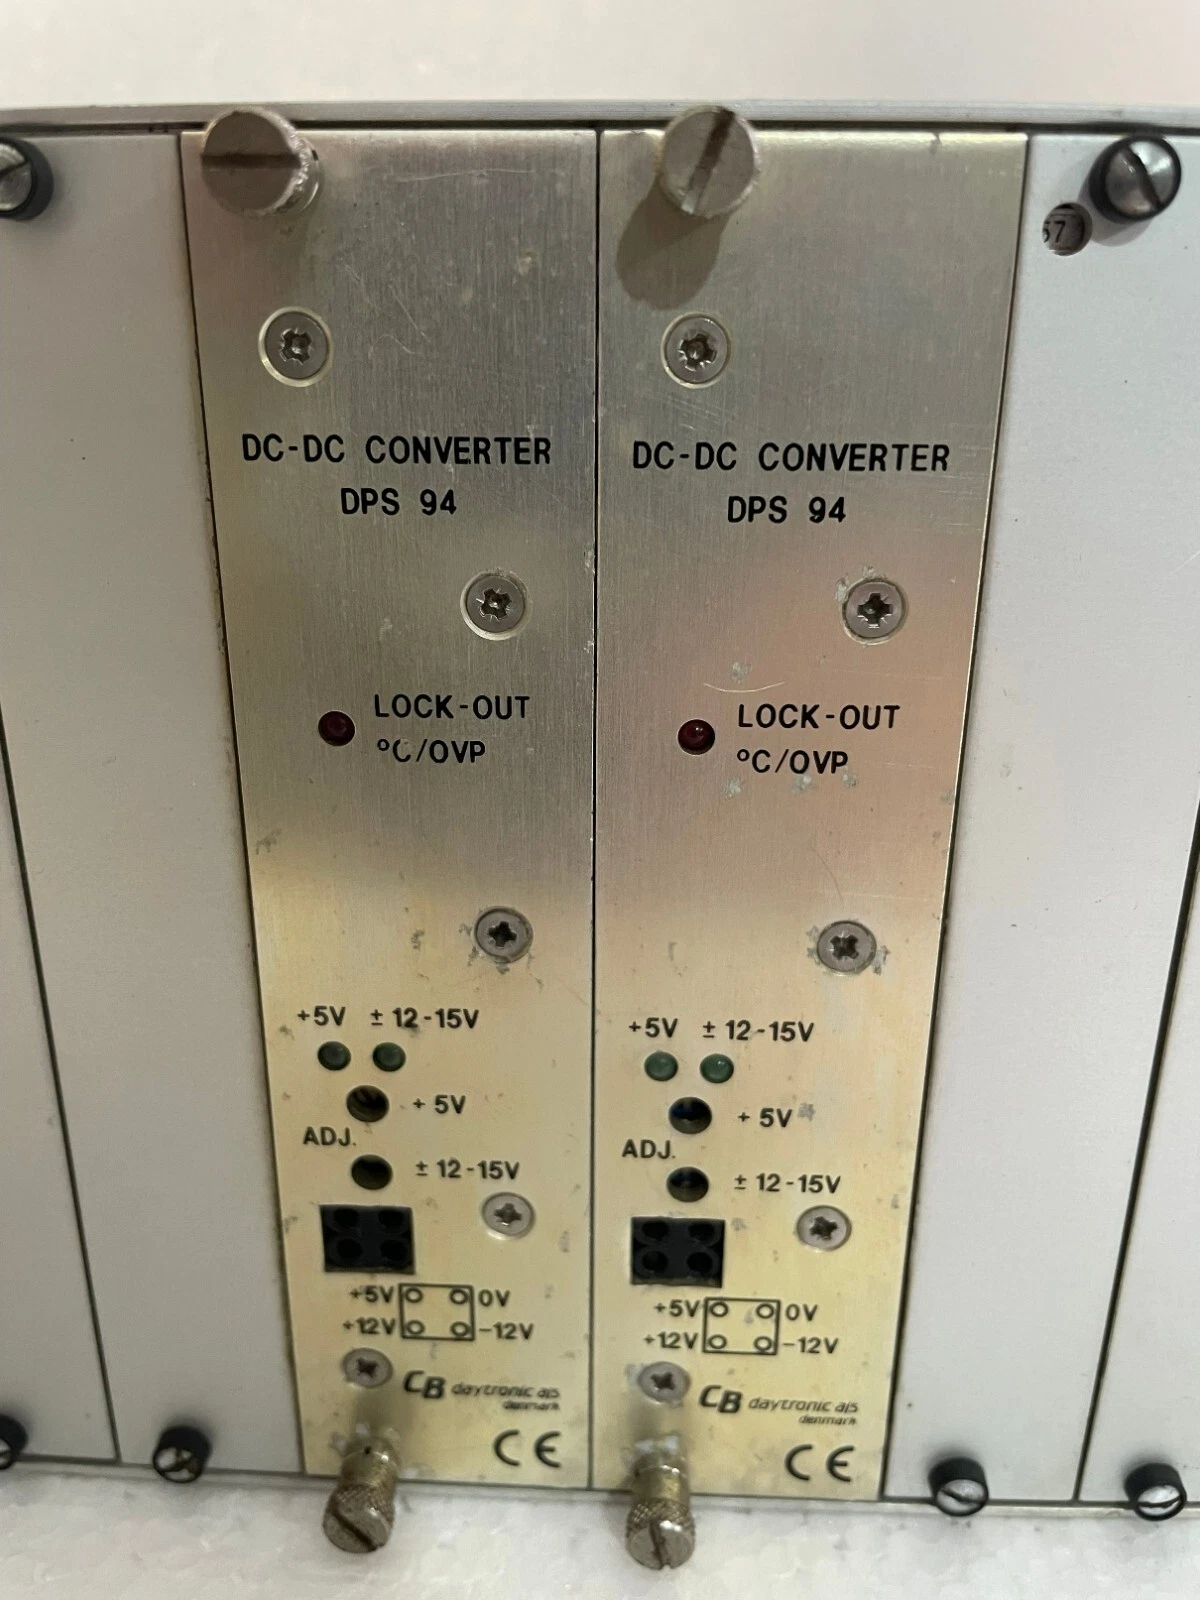 DC-DC CONVERTER
DPS 94
LOCK-OUT
°C/OVP
+5V ± 12-15V
+ 5V
ADJ.
± 12-15V
+5V 0V
+12V -12V
CB daytronic a/s
denmark
CE
DC-DC CONVERTER
DPS 94
LOCK-OUT
°C/OVP
+5V ± 12-15V
+ 5V
ADJ.
± 12-15V
+5V 0V
+12V -12V
CB daytronic a/s
denmark
CE
57